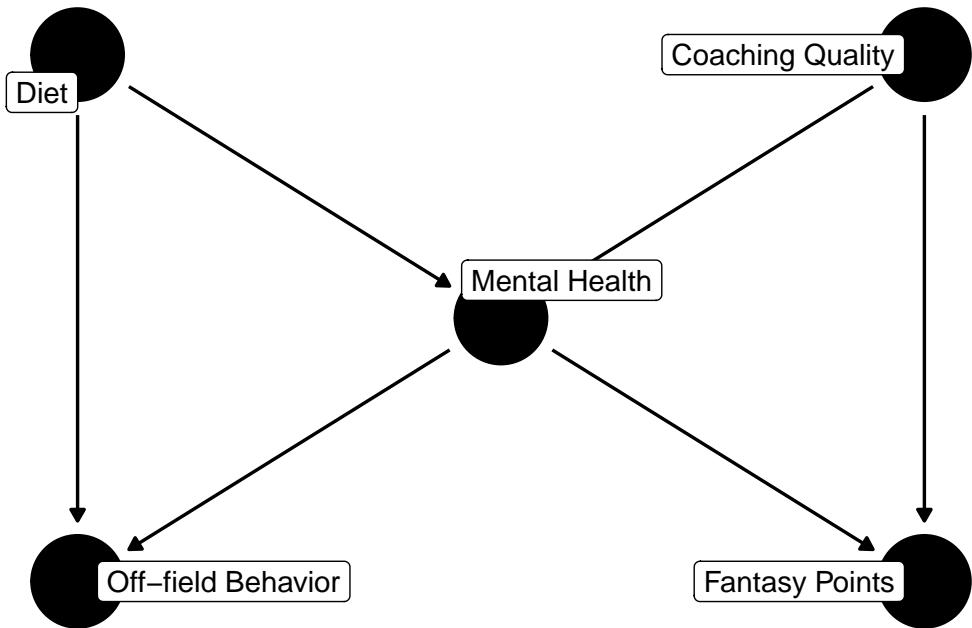 Coaching Quality
Diet
Mental Health
Off−field Behavior
Fantasy Points